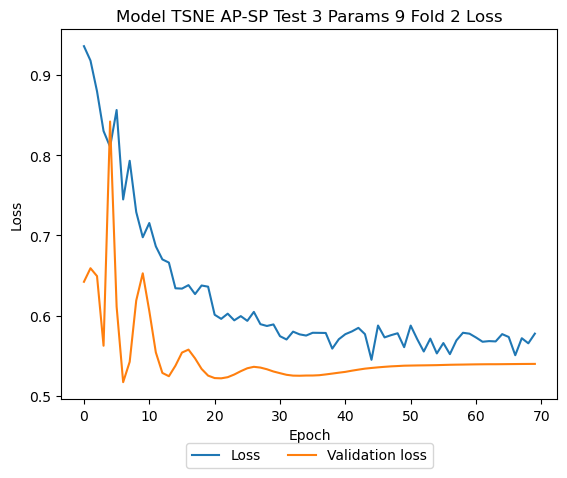 Model TSNE AP-SP Test 3 Params 9 Fold 2 Loss
0.9
0.8
0.7
0.6
0.5
Loss
0 10 20 30 40 50 60 70
Epoch
Loss Validation loss